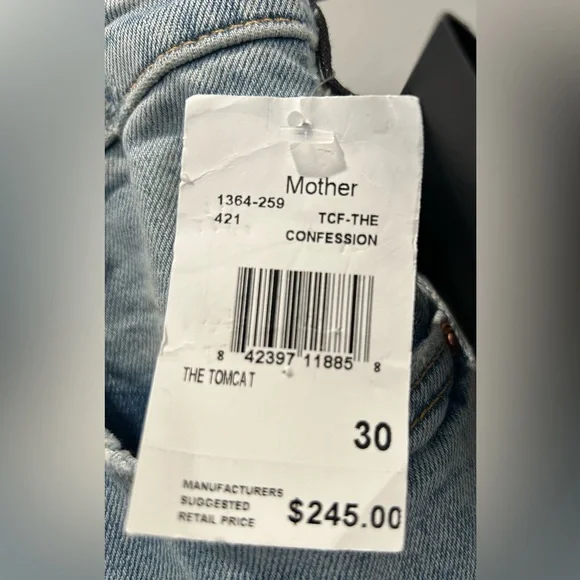 Mother
1364-259
421 TCF-THE
CONFESSION
8 42397 11885 8
THE TOMCAT
30
MANUFACTURERS
SUGGESTED
RETAIL PRICE $245.00